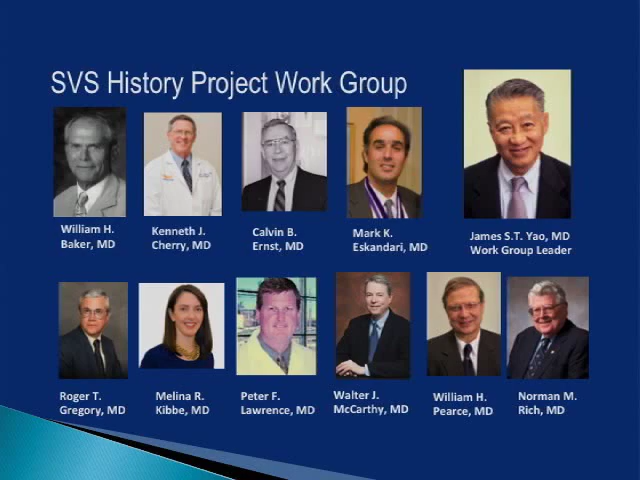 SVS History Project Work Group
William H.
Baker, MD
Kenneth J.
Cherry, MD
Calvin B.
Ernst, MD
Mark K.
Eskandari, MD
James S.T. Yao, MD
Work Group Leader
Roger T.
Gregory, MD
Melina R.
Kibbe, MD
Peter F.
Lawrence, MD
Walter J.
McCarthy, MD
William H.
Pearce, MD
Norman M.
Rich, MD